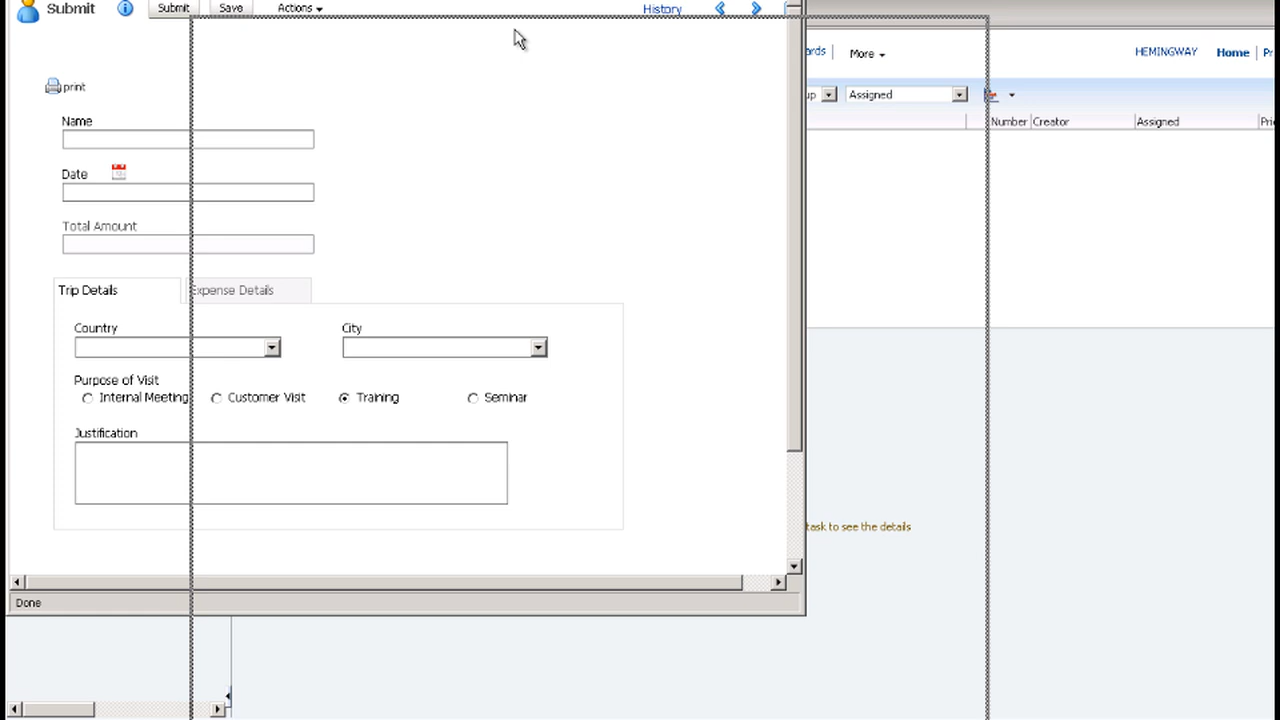 Submit Submit Save Actions History
ords More HEMINGWAY Home
print
up Assigned
Name
Number Creator Assigned
Date
Total Amount
Trip Details Expense Details
Country City
Purpose of Visit
Internal Meeting Customer Visit Training Seminar
Justification
task to see the details
Done